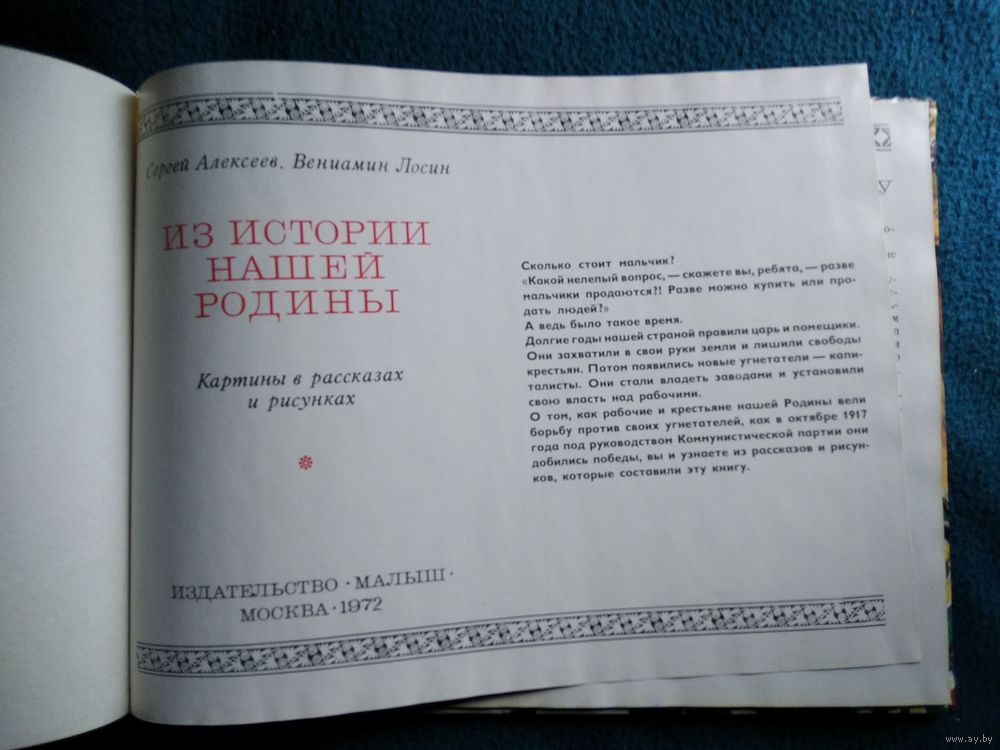 Сергей Алексеев. Вениамин Лосин
ИЗ ИСТОРИИ
НАШЕЙ
РОДИНЫ
Картины в рассказах
и рисунках
ИЗДАТЕЛЬСТВО · МАЛЫШ ·
МОСКВА · 1972
Сколько стоит мальчик?
«Какой нелепый вопрос, — скажете вы, ребята, — разве
мальчики продаются?! Разве можно купить или про-
дать людей?»
А ведь было такое время.
Долгие годы нашей страной правили царь и помещики.
Они захватили в свои руки земли и лишили свободы
крестьян. Потом появились новые угнетатели — капи-
талисты. Они стали владеть заводами и установили
свою власть над рабочими.
О том, как рабочие и крестьяне нашей Родины вели
борьбу против своих угнетателей, как в октябре 1917
года под руководством Коммунистической партии они
добились победы, вы и узнаете из рассказов и рисун-
ков, которые составили эту книгу.
У
www.ay.by